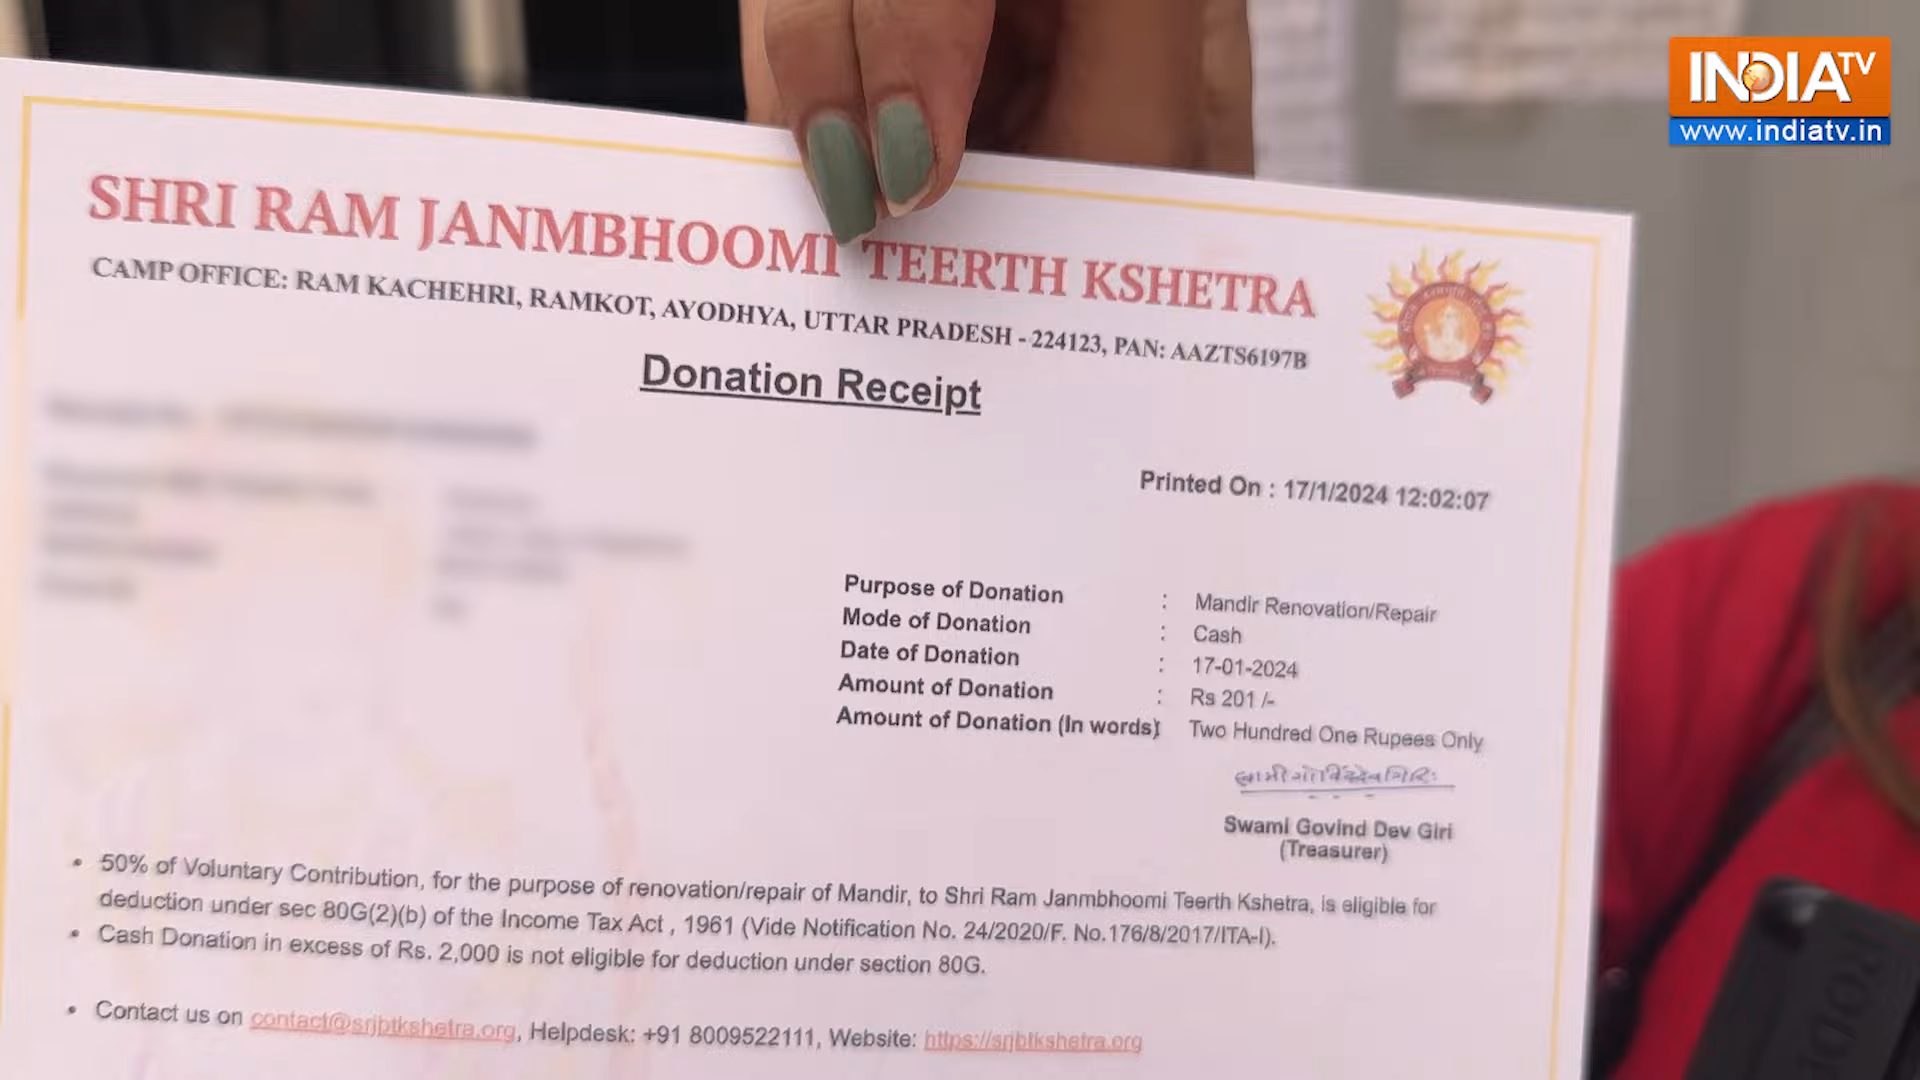 INDIA TV
www.indiatv.in
SHRI RAM JANMBHOOMI TEERTH KSHETRA
CAMP OFFICE: RAM KACHEHRI, RAMKOT, AYODHYA, UTTAR PRADESH - 224123, PAN: AAZTS6197B
Donation Receipt
Printed On : 17/1/2024 12:02:07
Purpose of Donation : Mandir Renovation/Repair
Mode of Donation : Cash
Date of Donation : 17-01-2024
Amount of Donation : Rs 201 /-
Amount of Donation (In words) : Two Hundred One Rupees Only
स्वामी गोविंददेवगिरि:
Swami Govind Dev Giri
(Treasurer)
• 50% of Voluntary Contribution, for the purpose of renovation/repair of Mandir, to Shri Ram Janmbhoomi Teerth Kshetra, is eligible for
deduction under sec 80G(2)(b) of the Income Tax Act , 1961 (Vide Notification No. 24/2020/F. No.176/8/2017/ITA-I).
• Cash Donation in excess of Rs. 2,000 is not eligible for deduction under section 80G.
• Contact us on contact@srjbtkshetra.org, Helpdesk: +91 8009522111, Website: https://srjbtkshetra.org